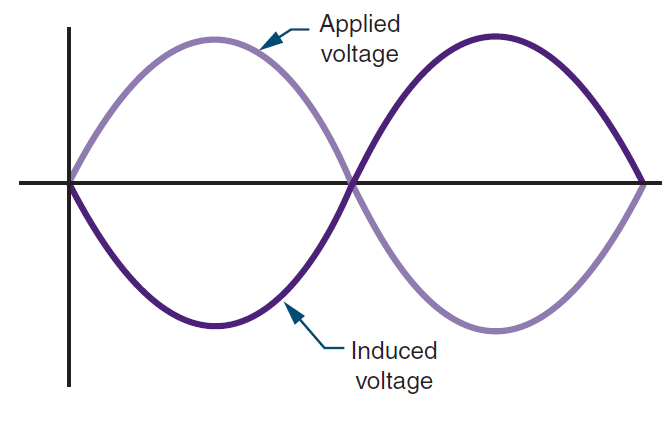 Applied
voltage
Induced
voltage